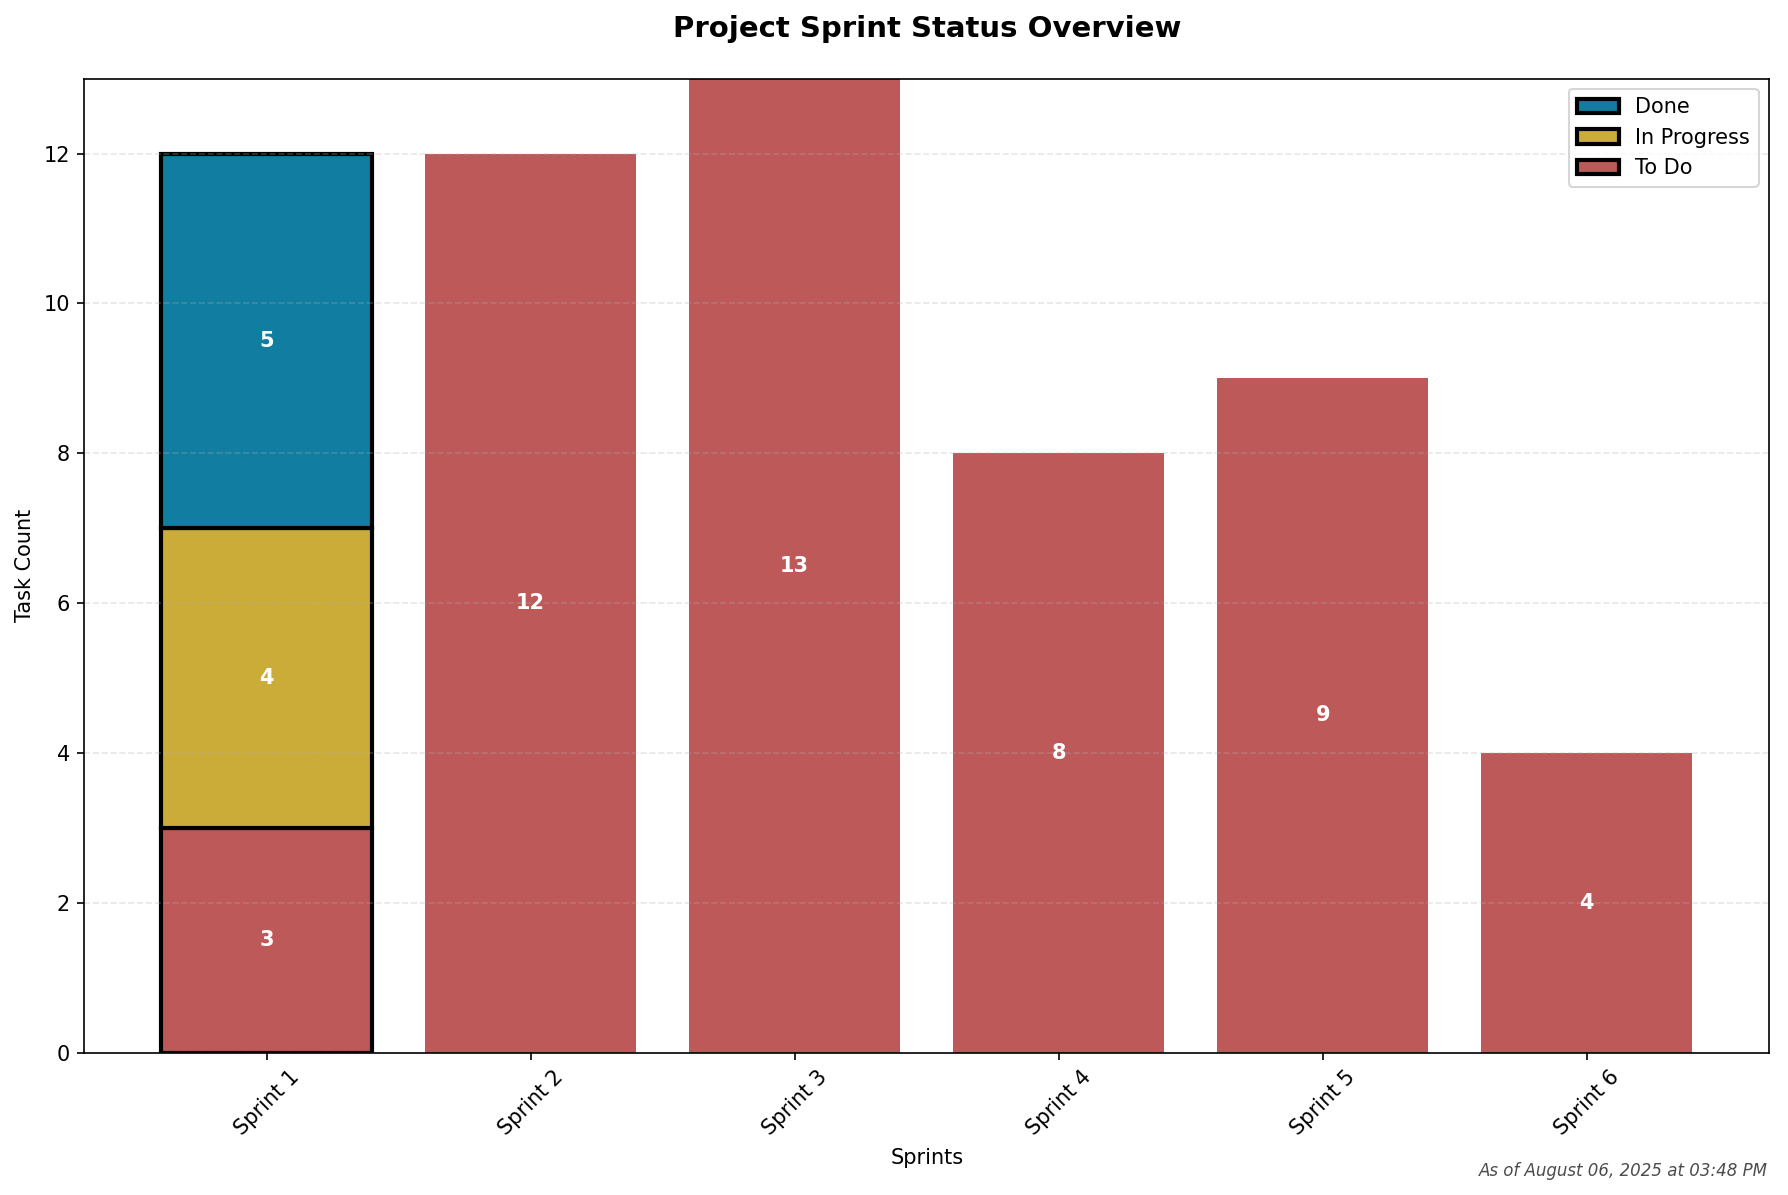 Project Sprint Status Overview
Done
In Progress
To Do
Task Count
12
10
8
6
4
2
0
5
4
3
12
13
8
9
4
Sprint 1
Sprint 2
Sprint 3
Sprint 4
Sprint 5
Sprint 6
Sprints
As of August 06, 2025 at 03:48 PM